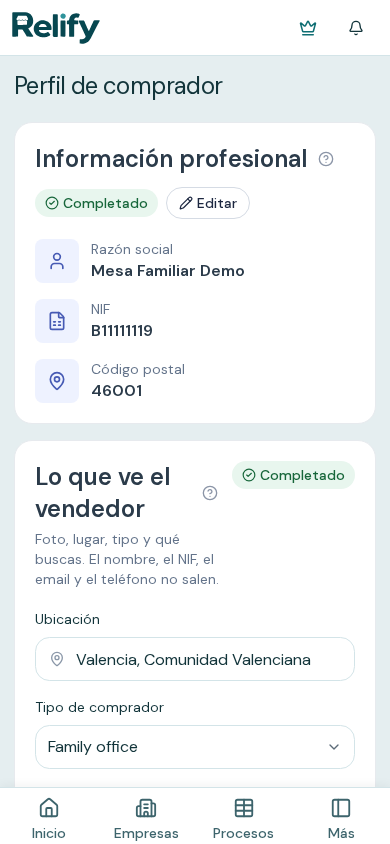 Relify
Perfil de comprador
Información profesional
Completado
Editar
Razón social
Mesa Familiar Demo
NIF
B11111119
Código postal
46001
Lo que ve el
vendedor
Completado
Foto, lugar, tipo y qué
buscas. El nombre, el NIF, el
email y el teléfono no salen.
Ubicación
Valencia, Comunidad Valenciana
Tipo de comprador
Family office
Inicio
Empresas
Procesos
Más